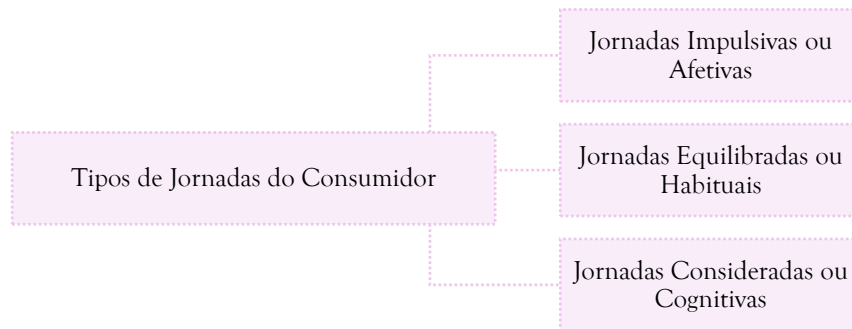 Jornadas Impulsivas ou
Afetivas
Tipos de Jornadas do Consumidor
Jornadas Equilibradas ou
Habituais
Jornadas Consideradas ou
Cognitivas